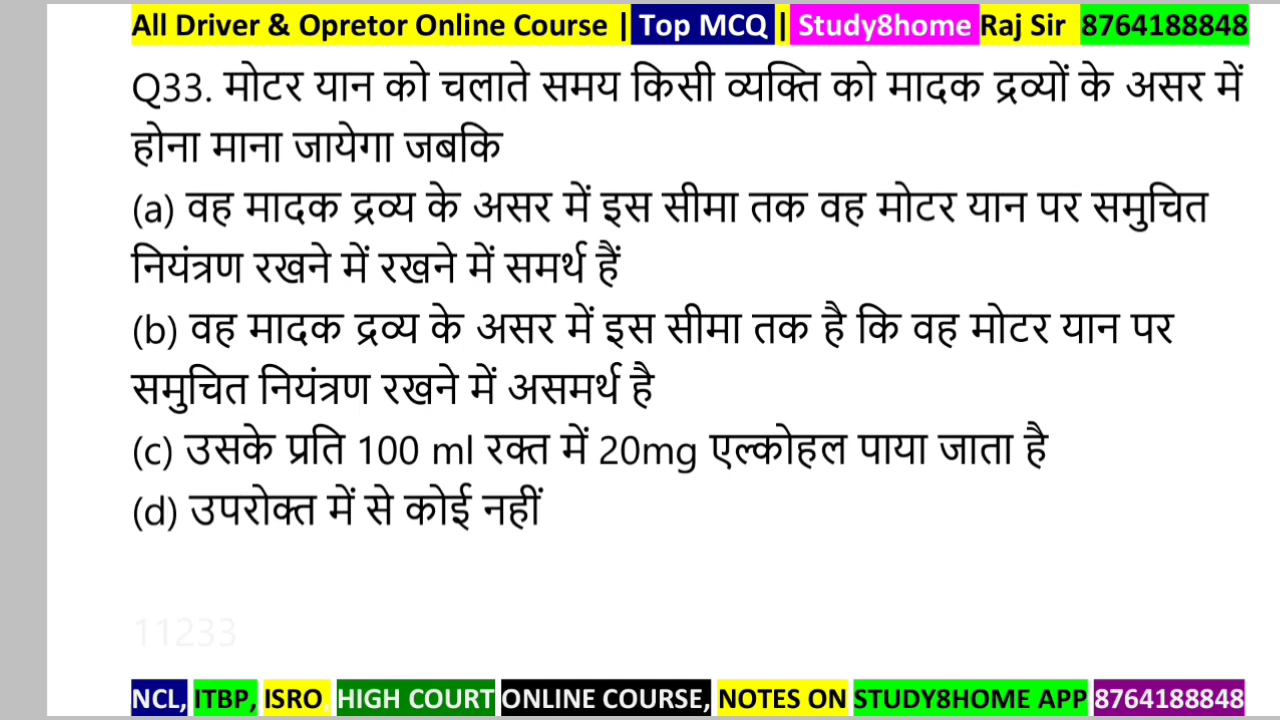 All Driver & Opretor Online Course | Top MCQ | Study8home Raj Sir 8764188848
Q33. मोटर यान को चलाते समय किसी व्यक्ति को मादक द्रव्यों के असर में
होना माना जायेगा जबकि
(a) वह मादक द्रव्य के असर में इस सीमा तक वह मोटर यान पर समुचित
नियंत्रण रखने में रखने में समर्थ हैं
(b) वह मादक द्रव्य के असर में इस सीमा तक है कि वह मोटर यान पर
समुचित नियंत्रण रखने में असमर्थ है
(c) उसके प्रति 100 ml रक्त में 20mg एल्कोहल पाया जाता है
(d) उपरोक्त में से कोई नहीं
11233
NCL, ITBP, ISRO, HIGH COURT ONLINE COURSE, NOTES ON STUDY8HOME APP 8764188848